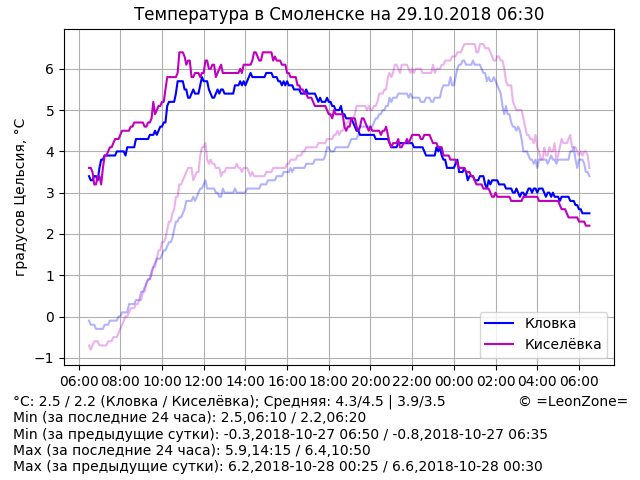 Температура в Смоленске на 29.10.2018 06:30
градусов Цельсия, °C
6
5
4
3
2
1
0
−1
Кловка
Киселёвка
06:00 08:00 10:00 12:00 14:00 16:00 18:00 20:00 22:00 00:00 02:00 04:00 06:00
°C: 2.5 / 2.2 (Кловка / Киселёвка); Средняя: 4.3/4.5 | 3.9/3.5 © =LeonZone=
Min (за последние 24 часа): 2.5,06:10 / 2.2,06:20
Min (за предыдущие сутки): -0.3,2018-10-27 06:50 / -0.8,2018-10-27 06:35
Max (за последние 24 часа): 5.9,14:15 / 6.4,10:50
Max (за предыдущие сутки): 6.2,2018-10-28 00:25 / 6.6,2018-10-28 00:30